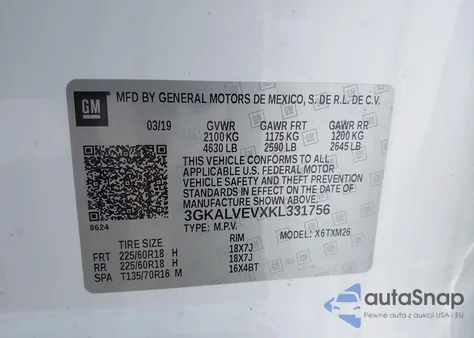 GM
MFD BY GENERAL MOTORS DE MEXICO, S. DE R.L. DE C.V.
03/19 GVWR GAWR FRT GAWR RR
2100 KG 1175 KG 1200 KG
4630 LB 2590 LB 2645 LB
THIS VEHICLE CONFORMS TO ALL
APPLICABLE U.S. FEDERAL MOTOR
VEHICLE SAFETY AND THEFT PREVENTION
STANDARDS IN EFFECT ON THE DATE OF
MANUFACTURE SHOWN ABOVE.
3GKALVEVXKL331756
8624
TYPE: M.P.V. MODEL: X6TXM26
TIRE SIZE RIM
FRT 225/60R18 H 18X7J
RR 225/60R18 H 18X7J
SPA T135/70R16 M 16X4BT
autoSnap
Pewne auta z aukcji USA - EU